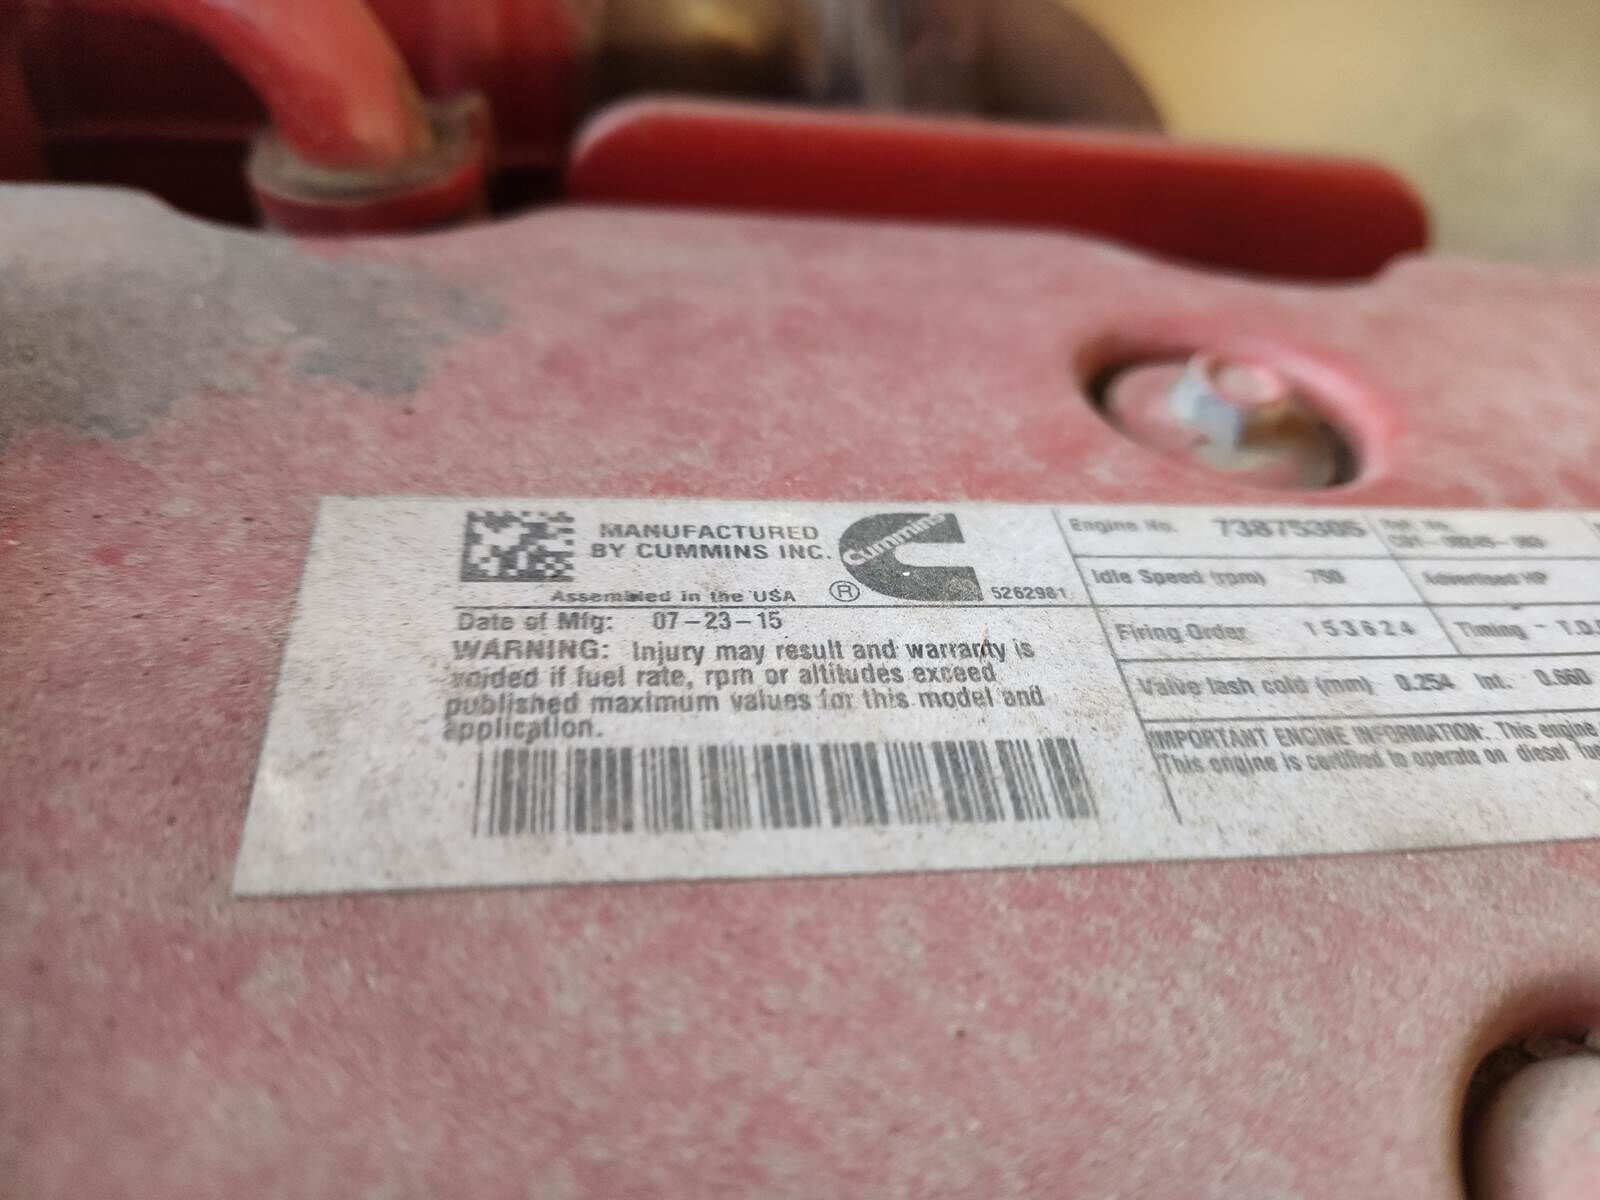 MANUFACTURED
BY CUMMINS INC.
Cummins
®
Assembled in the USA
5262981
Date of Mfg: 07-23-15
WARNING: Injury may result and warranty is
voided if fuel rate, rpm or altitudes exceed
published maximum values for this model and
application.
Engine No. 73875305 Ref. No.
Idle Speed (rpm) 750 Advertised HP
Firing Order 153624 Timing - T.D.
Valve lash cold (mm) 0.254 Int. 0.660
IMPORTANT ENGINE INFORMATION: This engine
This engine is certified to operate on diesel